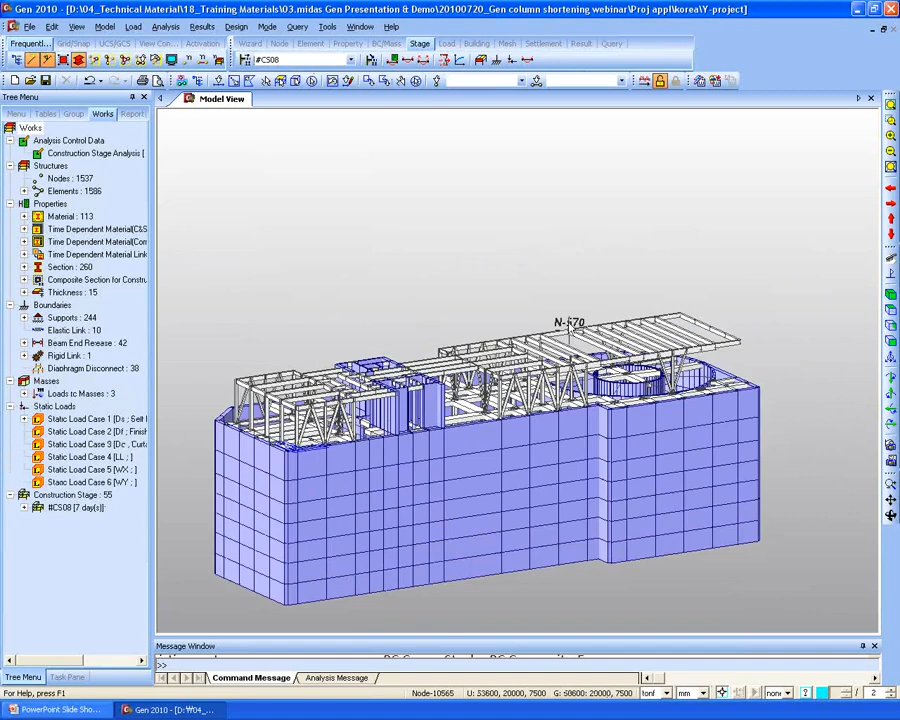 Gen 2010 - [D:\04_Technical Material\18_Training Materials\03.midas Gen Presentation & Demo\20100720_Gen column shortening webinar\Proj appl\korea\Y-project]
File Edit View Model Load Analysis Results Design Mode Query Tools Window Help
Frequentl... Grid/Snap UCS/GCS View Con... Activation Wizard Node Element Property BC/Mass Stage Load Building Mesh Settlement Result Query
#CS08
Tree Menu
Model View
Menu Tables Group Works Report
Works
Analysis Control Data
Construction Stage Analysis [
Structures
Nodes : 1537
Elements : 1586
Properties
Material : 113
Time Dependent Material(C&S
Time Dependent Material(Com
Time Dependent Material Link
Section : 260
Composite Section for Constru
Thickness : 15
Boundaries
Supports : 244
Elastic Link : 10
Beam End Release : 42
Rigid Link : 1
Diaphragm Disconnect : 38
Masses
Loads to Masses : 3
Static Loads
Static Load Case 1 [Ds ; Self
Static Load Case 2 [Df ; Finish
Static Load Case 3 [Dc , Curta
Static Load Case 4 [LL ; ]
Static Load Case 5 [WX ; ]
Static Load Case 6 [WY ; ]
Construction Stage : 55
#CS08 [7 day(s)]
Message Window
>>
Tree Menu Task Pane
Command Message Analysis Message
For Help, press F1
Node-10565
U: 53600, 20000, 7500
G: 60800; 20000, 7500
tonf
mm
none
2
PowerPoint Slide Sho...
Gen 2010 - [D:₩04_...